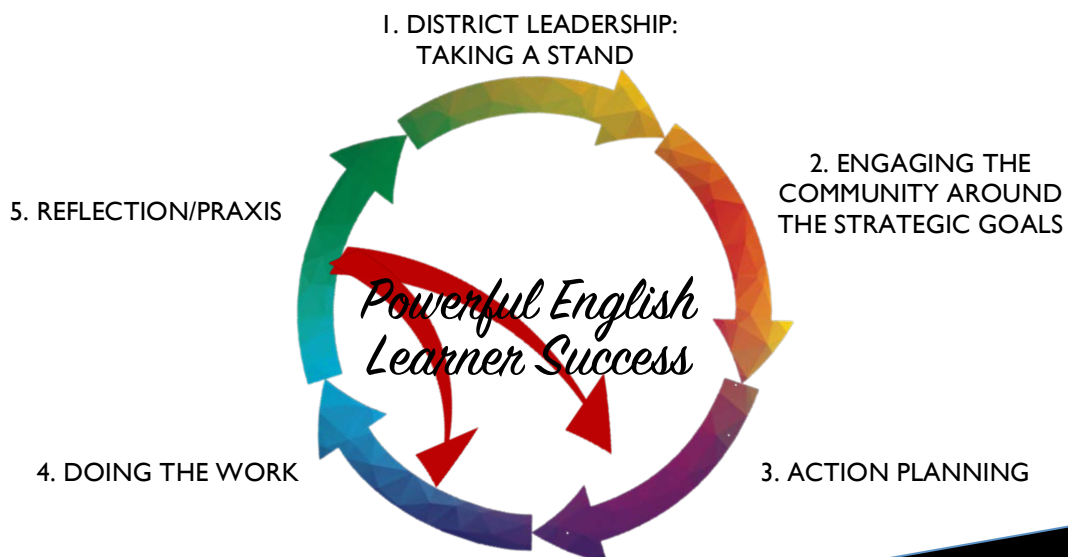 1. DISTRICT LEADERSHIP:
TAKING A STAND
2. ENGAGING THE
COMMUNITY AROUND
THE STRATEGIC GOALS
5. REFLECTION/PRAXIS
Powerful English
Learner Success
4. DOING THE WORK
3. ACTION PLANNING